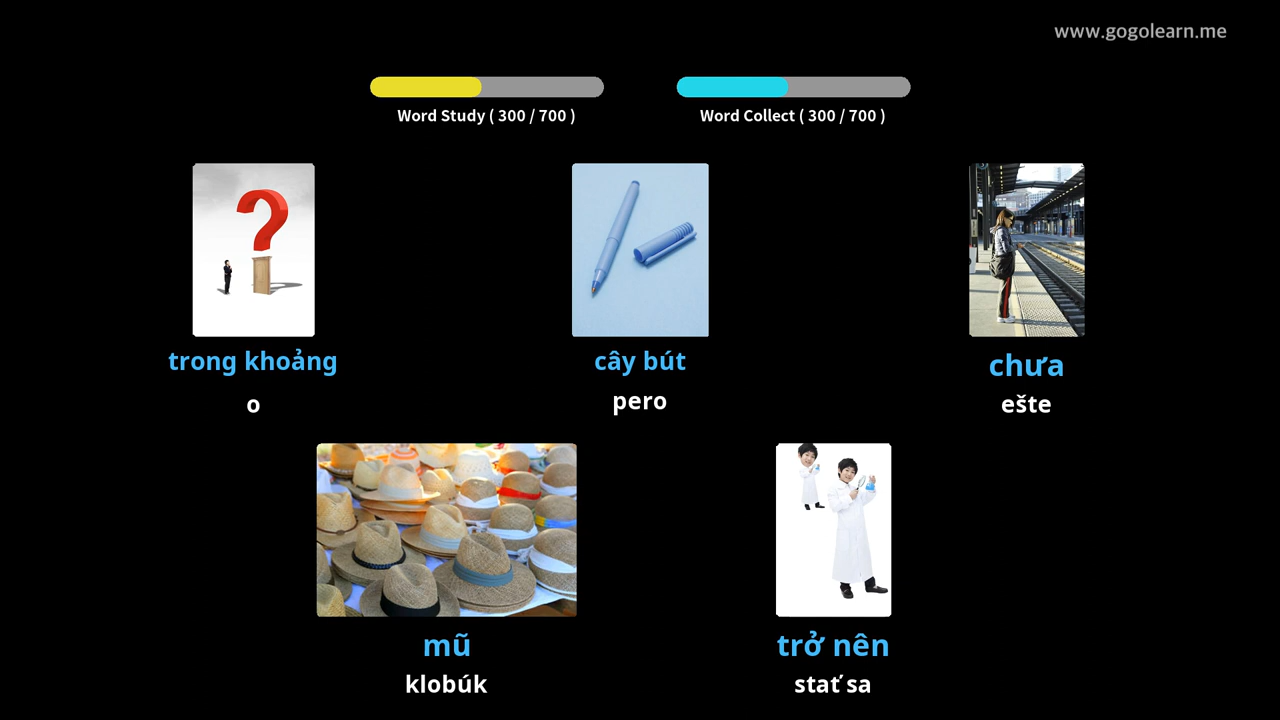 www.gogolearn.me
Word Study ( 300 / 700 )
Word Collect ( 300 / 700 )
trong khoảng
o
cây bút
pero
chưa
ešte
mũ
klobúk
trở nên
stať sa